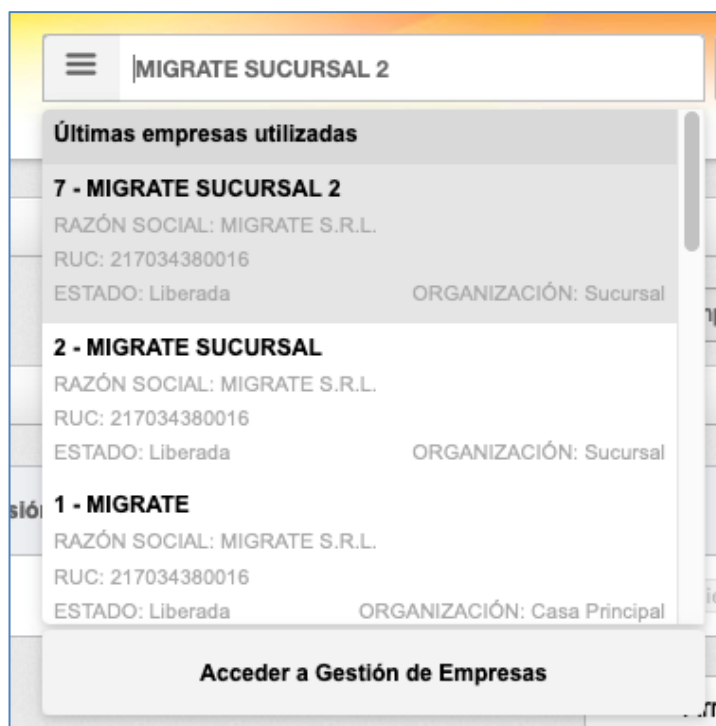 MIGRATE SUCURSAL 2
Últimas empresas utilizadas
7 - MIGRATE SUCURSAL 2
RAZÓN SOCIAL: MIGRATE S.R.L.
RUC: 217034380016
ESTADO: Liberada ORGANIZACIÓN: Sucursal
2 - MIGRATE SUCURSAL
RAZÓN SOCIAL: MIGRATE S.R.L.
RUC: 217034380016
ESTADO: Liberada ORGANIZACIÓN: Sucursal
1 - MIGRATE
RAZÓN SOCIAL: MIGRATE S.R.L.
RUC: 217034380016
ESTADO: Liberada ORGANIZACIÓN: Casa Principal
Acceder a Gestión de Empresas